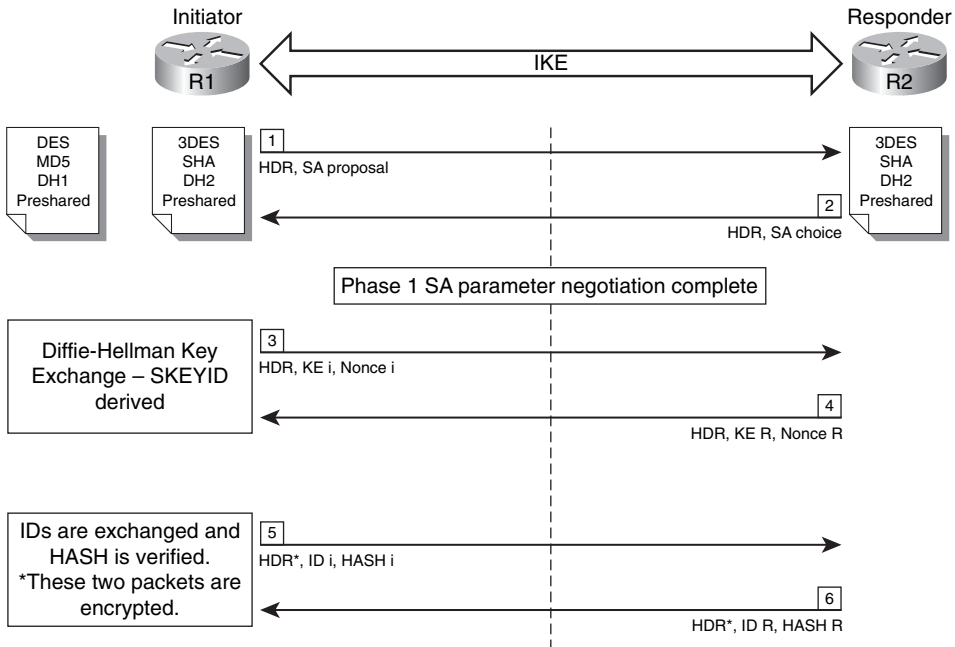 Initiator
Responder
R1
IKE
R2
DES
MD5
DH1
Preshared
3DES
SHA
DH2
Preshared
1
HDR, SA proposal
3DES
SHA
DH2
Preshared
2
HDR, SA choice
Phase 1 SA parameter negotiation complete
Diffie-Hellman Key
Exchange – SKEYID
derived
3
HDR, KE i, Nonce i
4
HDR, KE R, Nonce R
IDs are exchanged and
HASH is verified.
*These two packets are
encrypted.
5
HDR*, ID i, HASH i
6
HDR*, ID R, HASH R